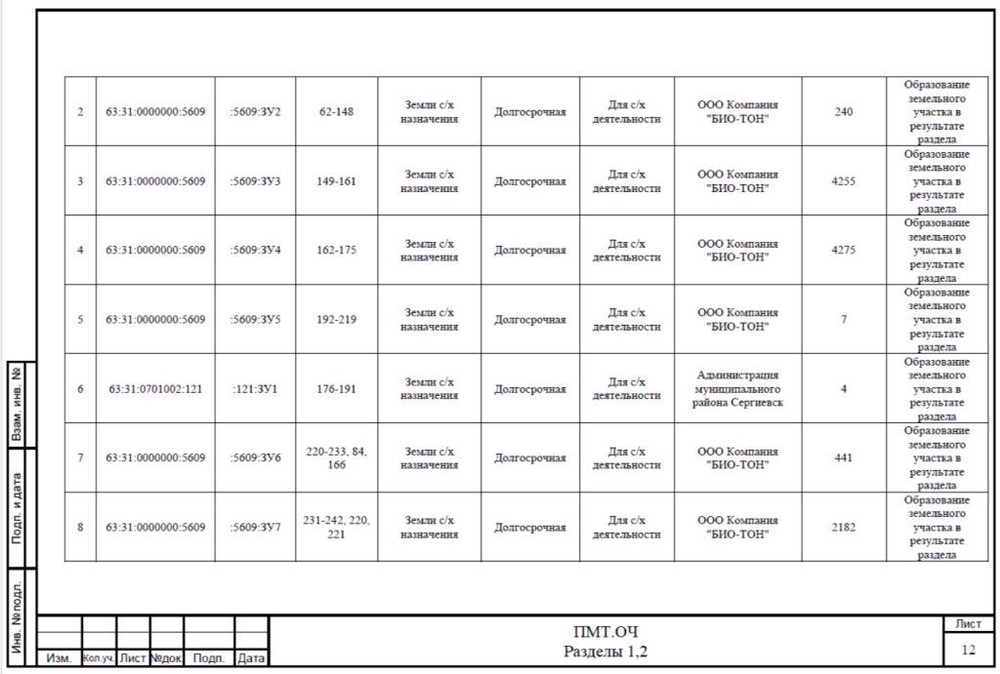 2 63:31:0000000:5609 :5609:ЗУ2 62-148 Земли с/х назначения Долгосрочная Для с/х деятельности ООО Компания "БИО-ТОН" 240 Образование земельного участка в результате раздела
3 63:31:0000000:5609 :5609:ЗУ3 149-161 Земли с/х назначения Долгосрочная Для с/х деятельности ООО Компания "БИО-ТОН" 4255 Образование земельного участка в результате раздела
4 63:31:0000000:5609 :5609:ЗУ4 162-175 Земли с/х назначения Долгосрочная Для с/х деятельности ООО Компания "БИО-ТОН" 4275 Образование земельного участка в результате раздела
5 63:31:0000000:5609 :5609:ЗУ5 192-219 Земли с/х назначения Долгосрочная Для с/х деятельности ООО Компания "БИО-ТОН" 7 Образование земельного участка в результате раздела
6 63:31:0701002:121 :121:ЗУ1 176-191 Земли с/х назначения Долгосрочная Для с/х деятельности Администрация муниципального района Сергиевск 4 Образование земельного участка в результате раздела
7 63:31:0000000:5609 :5609:ЗУ6 220-233, 84, 166 Земли с/х назначения Долгосрочная Для с/х деятельности ООО Компания "БИО-ТОН" 441 Образование земельного участка в результате раздела
8 63:31:0000000:5609 :5609:ЗУ7 231-242, 220, 221 Земли с/х назначения Долгосрочная Для с/х деятельности ООО Компания "БИО-ТОН" 2182 Образование земельного участка в результате раздела
Взам. инв. №
Подп. и дата
Инв. № подл.
Изм. Кол.уч. Лист №док. Подп. Дата
ПМТ.ОЧ
Разделы 1,2
Лист
12